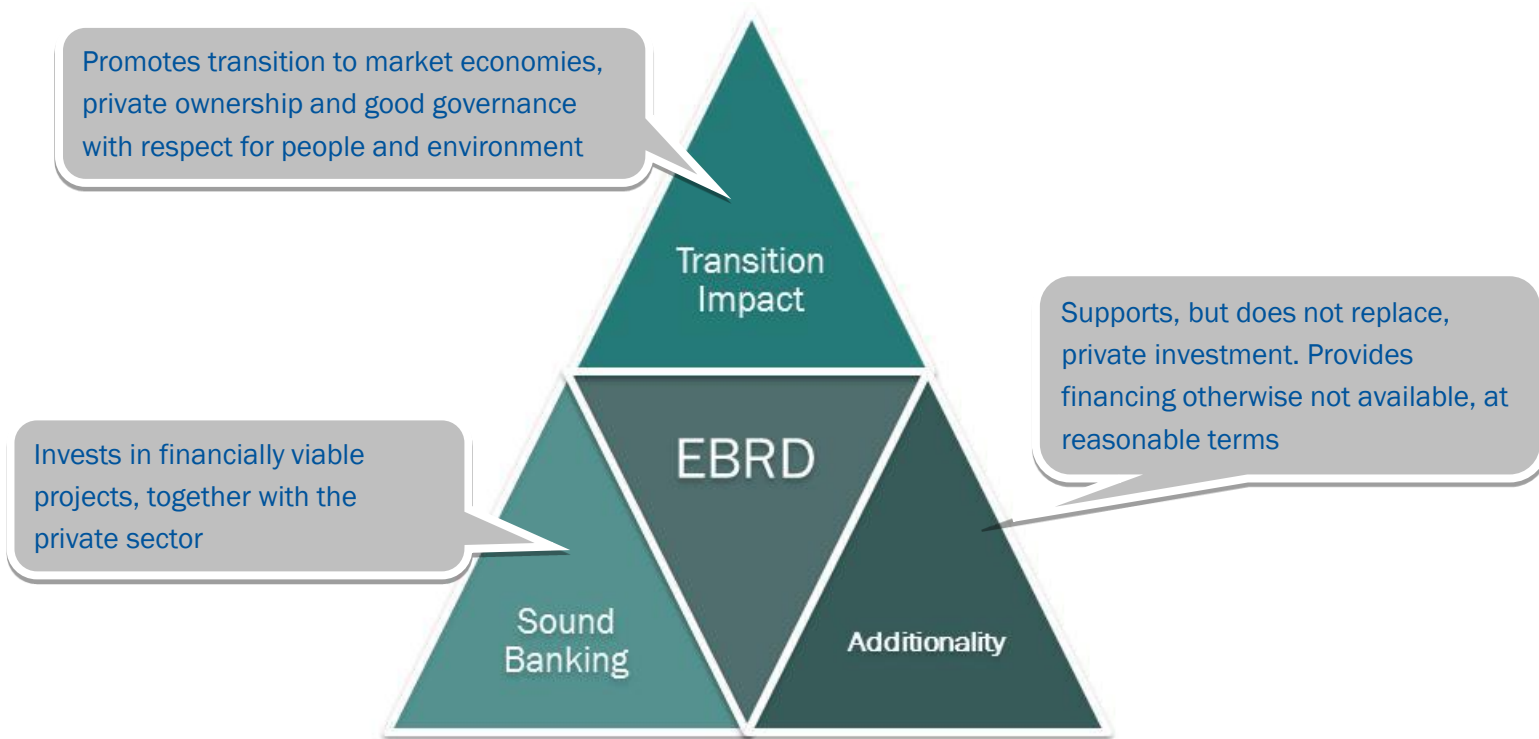 Promotes transition to market economies,
private ownership and good governance
with respect for people and environment
Transition
Impact
Supports, but does not replace,
private investment. Provides
financing otherwise not available, at
reasonable terms
Invests in financially viable
projects, together with the
private sector
EBRD
Sound
Banking
Additionality